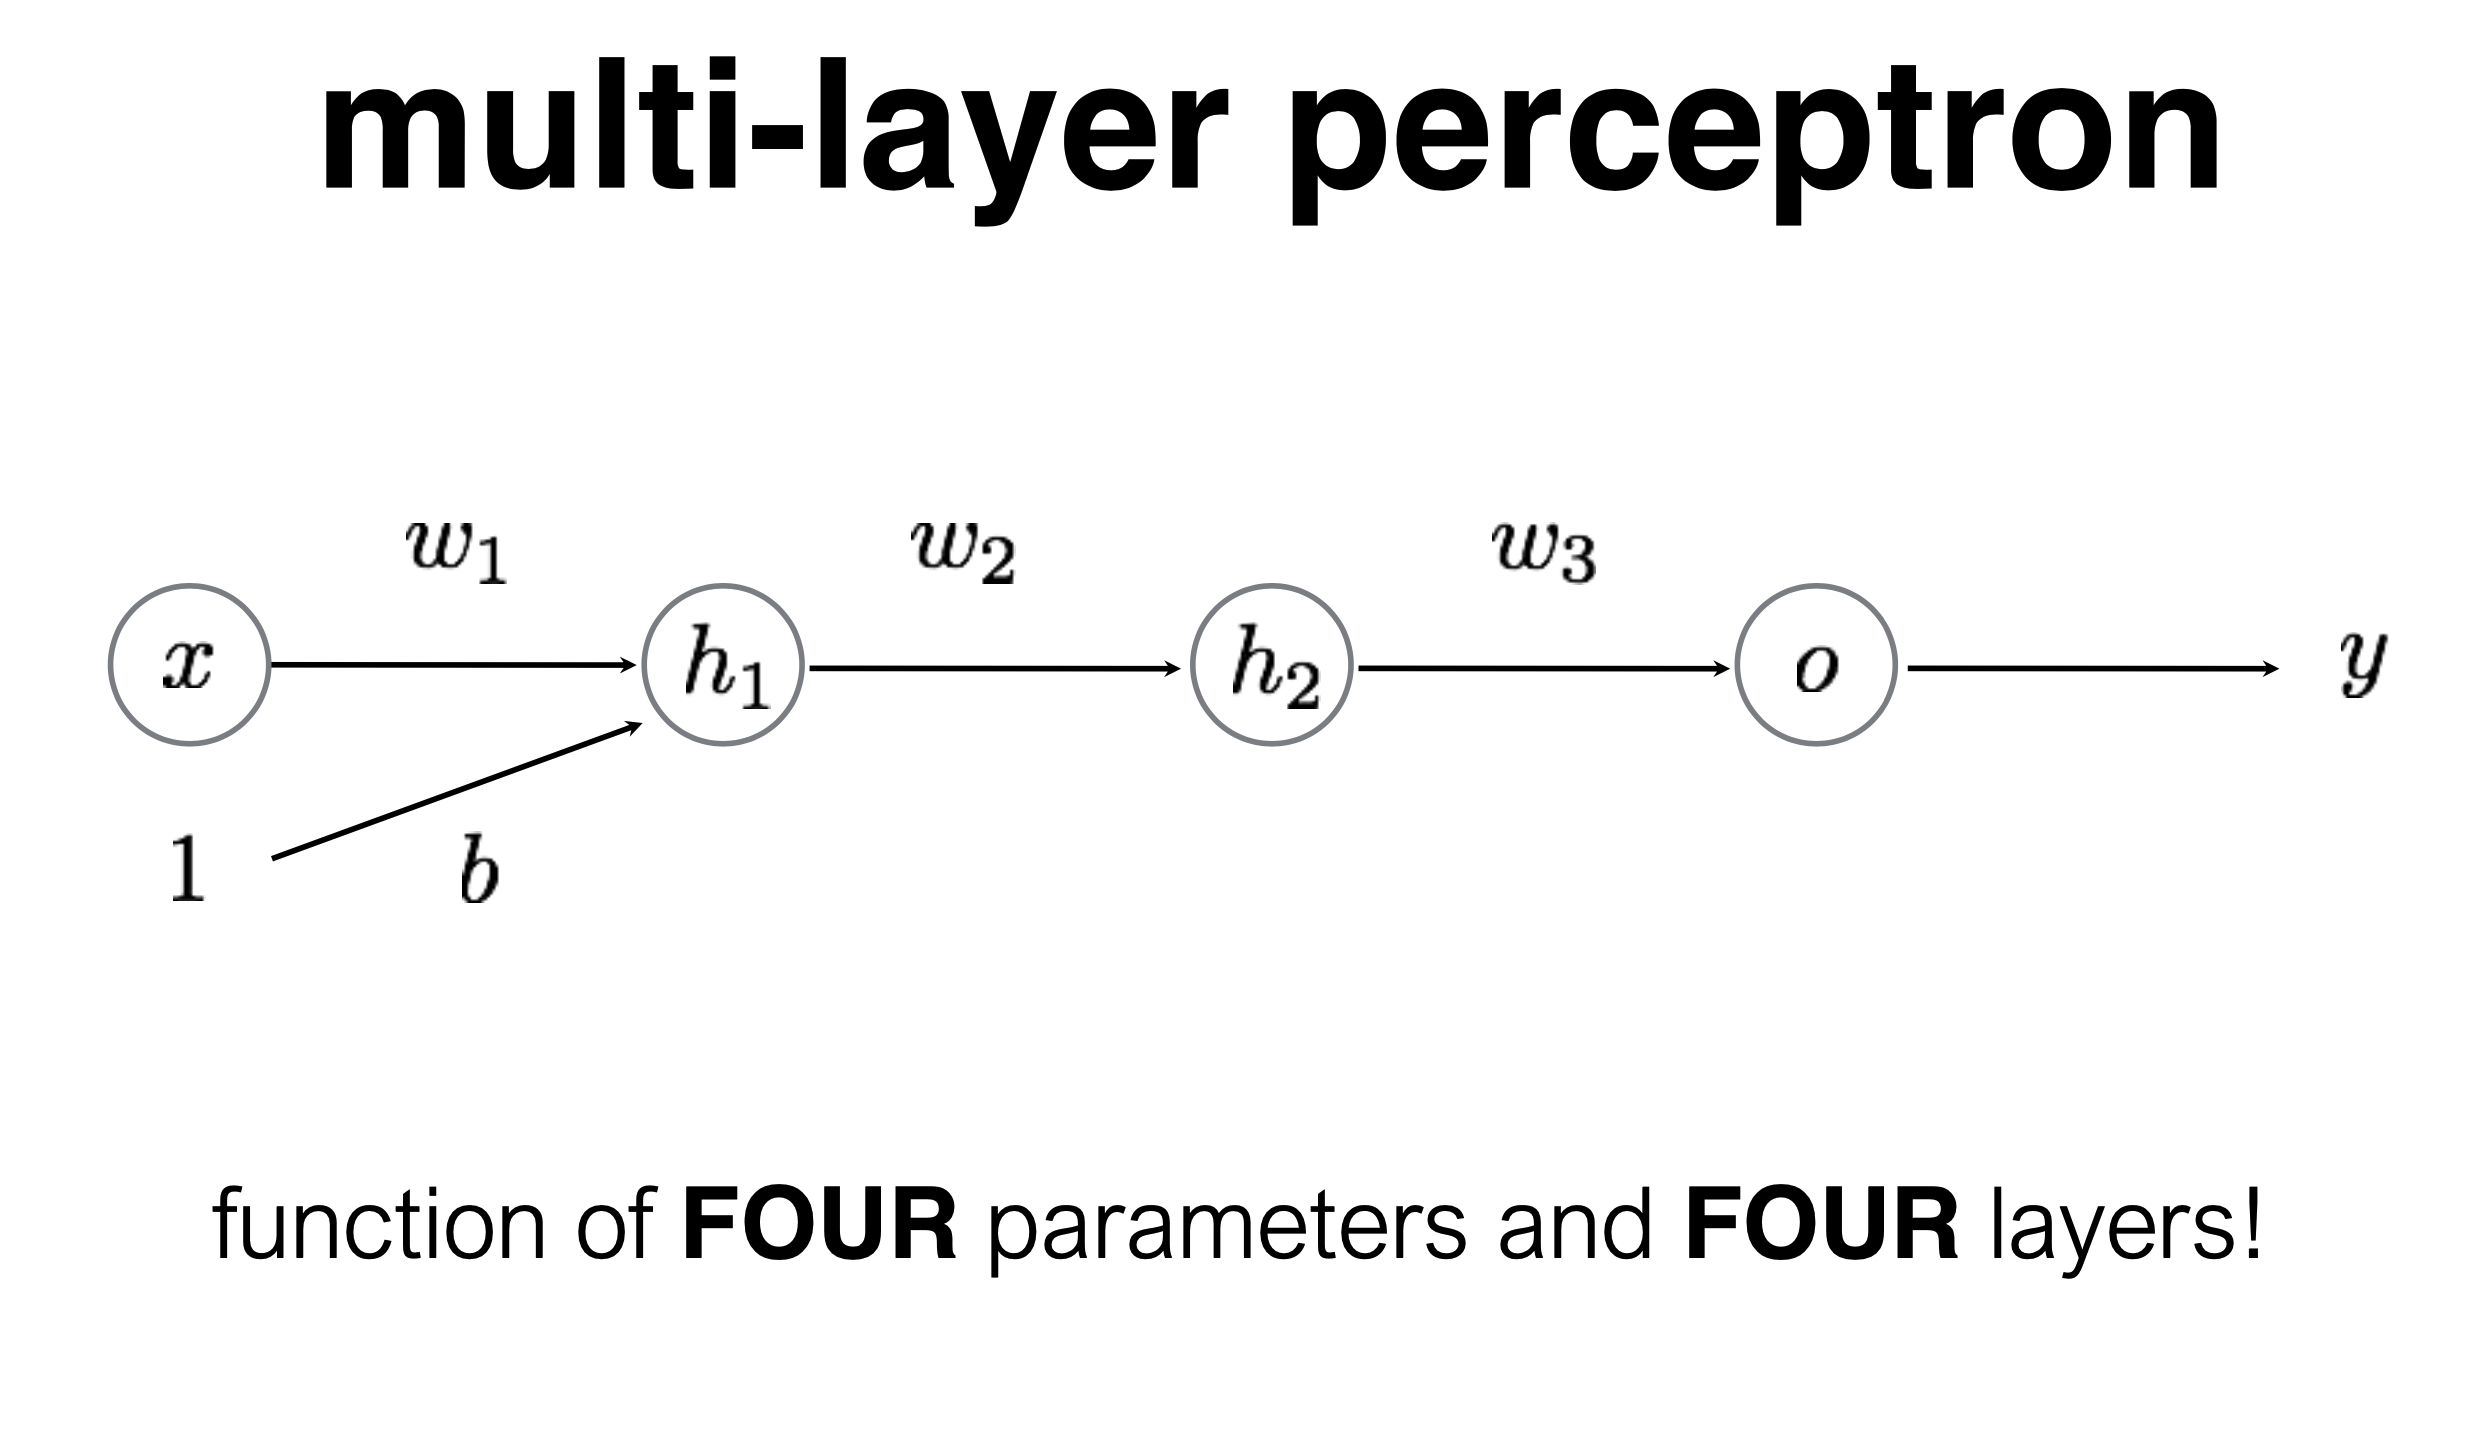 multi-layer perceptron
w₁ w₂ w₃
x h₁ h₂ o y
1 b
function of FOUR parameters and FOUR layers!